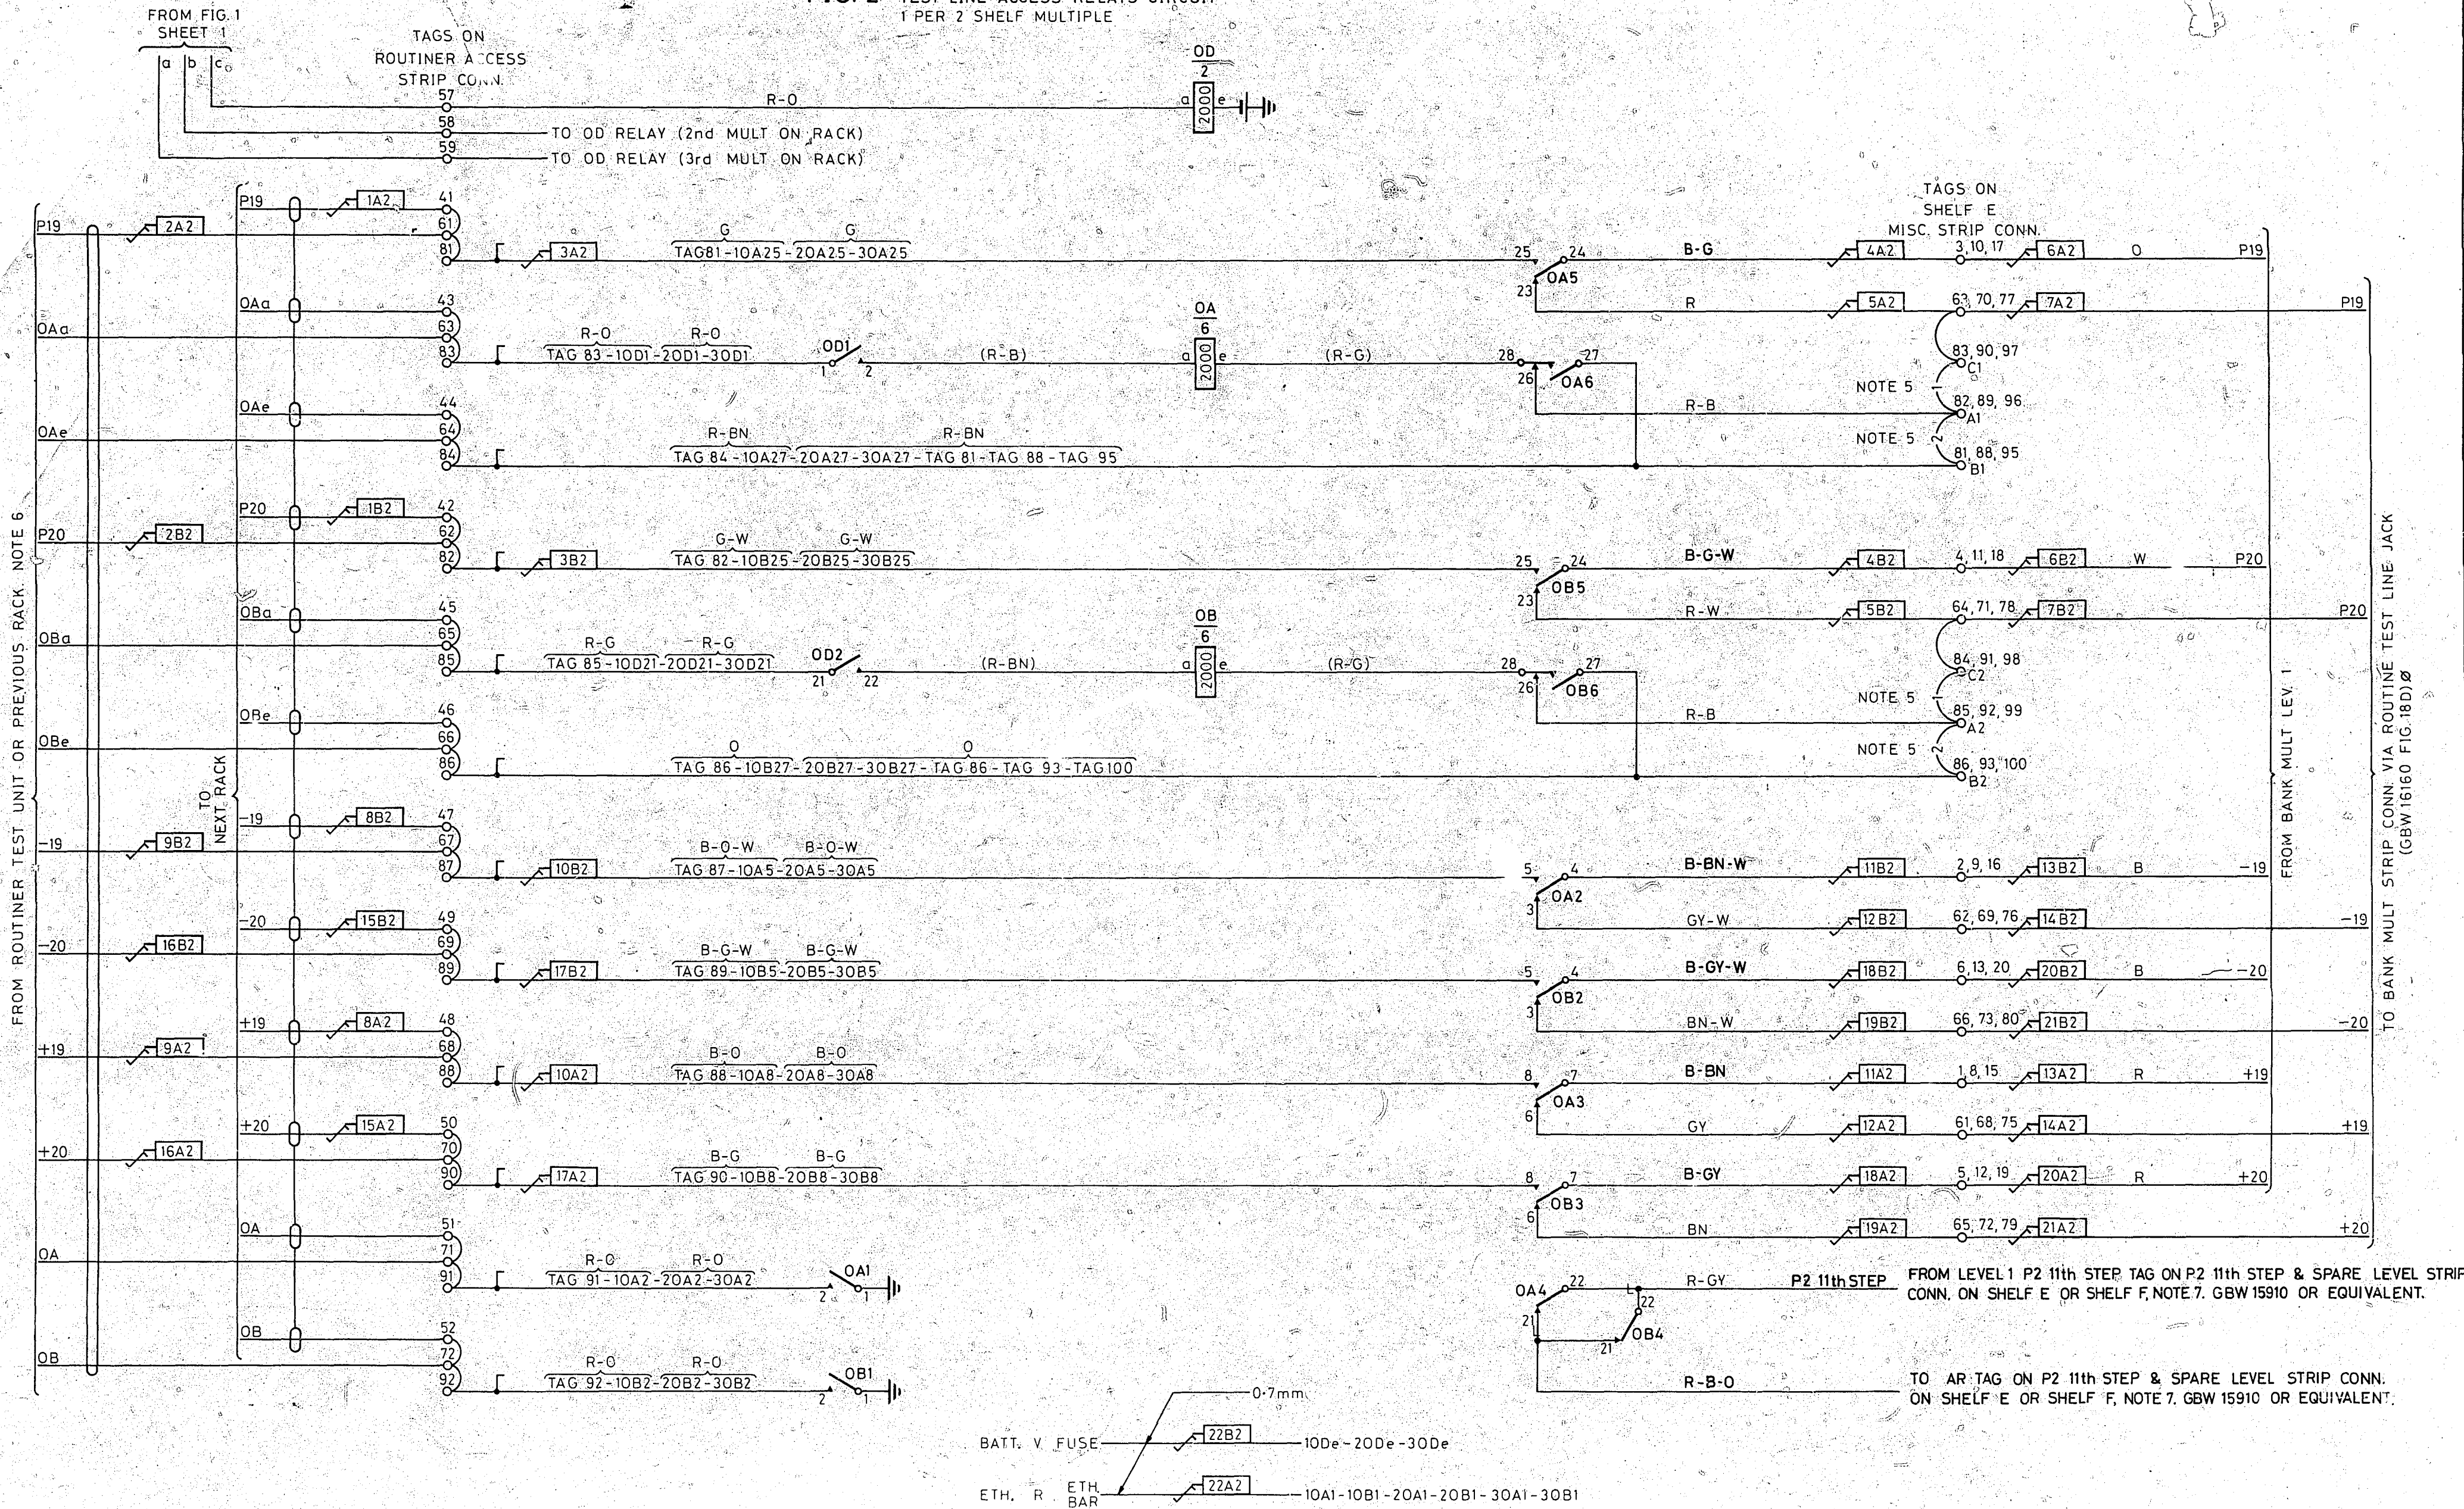 FIG. 2 TEST LINE ACCESS RELAYS CIRCUIT
1 PER 2 SHELF MULTIPLE
FROM FIG. 1
SHEET 1
a b c
TAGS ON
ROUTINER ACCESS
STRIP CONN.
OD
2
57 R-O a 2000 e
58 TO OD RELAY (2nd MULT ON RACK)
59 TO OD RELAY (3rd MULT ON RACK)
TAGS ON
SHELF E
MISC. STRIP CONN.
P19 1A2 41
P19 2A2 61
G G
81 3A2 TAG81-10A25-20A25-30A25 25 24 B-G 4A2 3,10,17 6A2 O P19
OA5
23 R 5A2 63,70,77 7A2 P19
OAa 43
OAa 63
OA
6
R-O R-O
83 TAG 83-10D1-20D1-30D1 OD1 1 2 (R-B) a 2000 e (R-G) 28 27
83,90,97
C1
26 OA6
NOTE 5 1
OAe 44
R-B 82,89,96
A1
OAe 64
NOTE 5 2
R-BN R-BN
84 TAG 84-10A27-20A27-30A27-TAG 81-TAG 88-TAG 95 81,88,95
B1
P20 1B2 42
P20 2B2 62
G-W G-W
82 3B2 TAG 82-10B25-20B25-30B25 25 24 B-G-W 4B2 4,11,18 6B2 W P20
OB5
23 R-W 5B2 64,71,78 7B2 P20
OBa 45
OBa 65
OB
6
R-G R-G
85 TAG 85-10D21-20D21-30D21 OD2 21 22 (R-BN) a 2000 e (R-G) 28 27
84,91,98
C2
26 OB6
NOTE 5 1
OBe 46
R-B 85,92,99
A2
OBe 66
NOTE 5 2
O O
86 TAG 86-10B27-20B27-30B27-TAG 86-TAG 93-TAG100 86,93,100
B2
FROM ROUTINER TEST UNIT OR PREVIOUS RACK. NOTE 6
TO
NEXT RACK
FROM BANK MULT LEV. 1
TO BANK MULT STRIP CONN. VIA ROUTINE TEST LINE JACK
(GBW 16160 FIG.18D)Ø
-19 8B2 47
-19 9B2 67
B-O-W B-O-W
87 10B2 TAG 87-10A5-20A5-30A5 5 4 B-BN-W 11B2 2,9,16 13B2 B -19
OA2
-20 15B2 49
3 GY-W 12B2 62,69,76 14B2 -19
-20 16B2 69
B-G-W B-G-W
89 17B2 TAG 89-10B5-20B5-30B5 5 4 B-GY-W 18B2 6,13,20 20B2 B -20
OB2
+19 8A2 48
3 BN-W 19B2 66,73,80 21B2 -20
+19 9A2 68
B-O B-O
88 10A2 TAG 88-10A8-20A8-30A8 8 7 B-BN 11A2 1,8,15 13A2 R +19
OA3
+20 15A2 50
6 GY 12A2 61,68,75 14A2 +19
+20 16A2 70
B-G B-G
90 17A2 TAG 90-10B8-20B8-30B8 8 7 B-GY 18A2 5,12,19 20A2 R +20
OB3
OA 51
6 BN 19A2 65,72,79 21A2 +20
OA 71
R-O R-O
91 TAG 91-10A2-20A2-30A2 OA1 2 1
OA4 22 R-GY P2 11th STEP FROM LEVEL 1 P2 11th STEP TAG ON P2 11th STEP & SPARE LEVEL STRIP
CONN. ON SHELF E OR SHELF F, NOTE 7. GBW 15910 OR EQUIVALENT.
22
21 21 OB4
OB 52
OB 72
R-O R-O
92 TAG 92-10B2-20B2-30B2 OB1 2 1
R-B-O TO AR TAG ON P2 11th STEP & SPARE LEVEL STRIP CONN.
ON SHELF E OR SHELF F, NOTE 7. GBW 15910 OR EQUIVALENT.
0·7mm
BATT. V FUSE 22B2 10De-20De-30De
ETH. R ETH. BAR 22A2 10A1-10B1-20A1-20B1-30A1-30B1